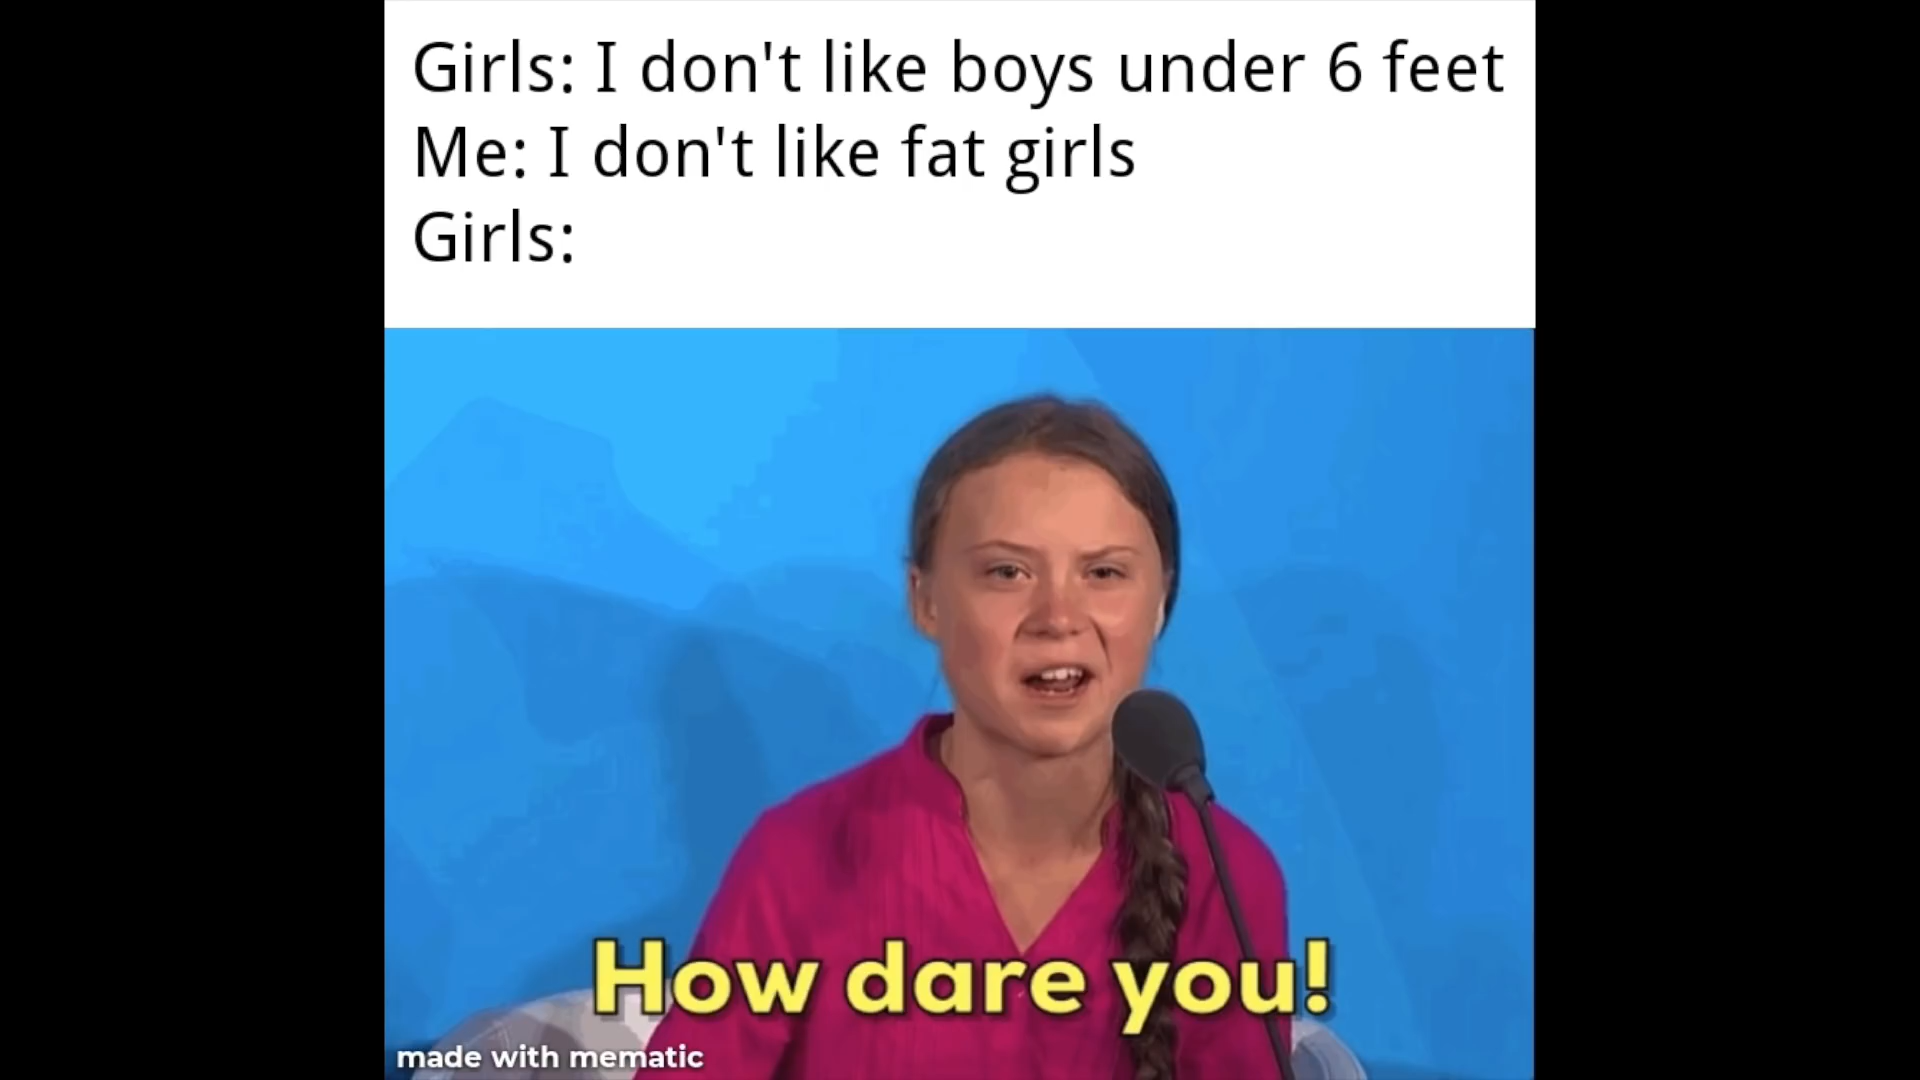 Girls: I don't like boys under 6 feet
Me: I don't like fat girls
Girls:
How dare you!
made with mematic